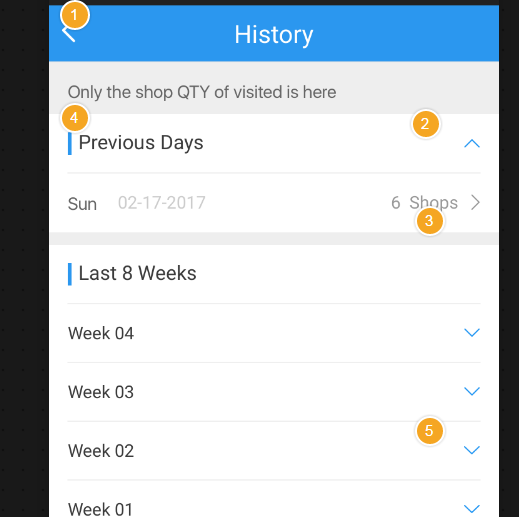 1
History
Only the shop QTY of visited is here
4
2
Previous Days
Sun 02-17-2017 6 Shops
3
Last 8 Weeks
Week 04
Week 03
5
Week 02
Week 01